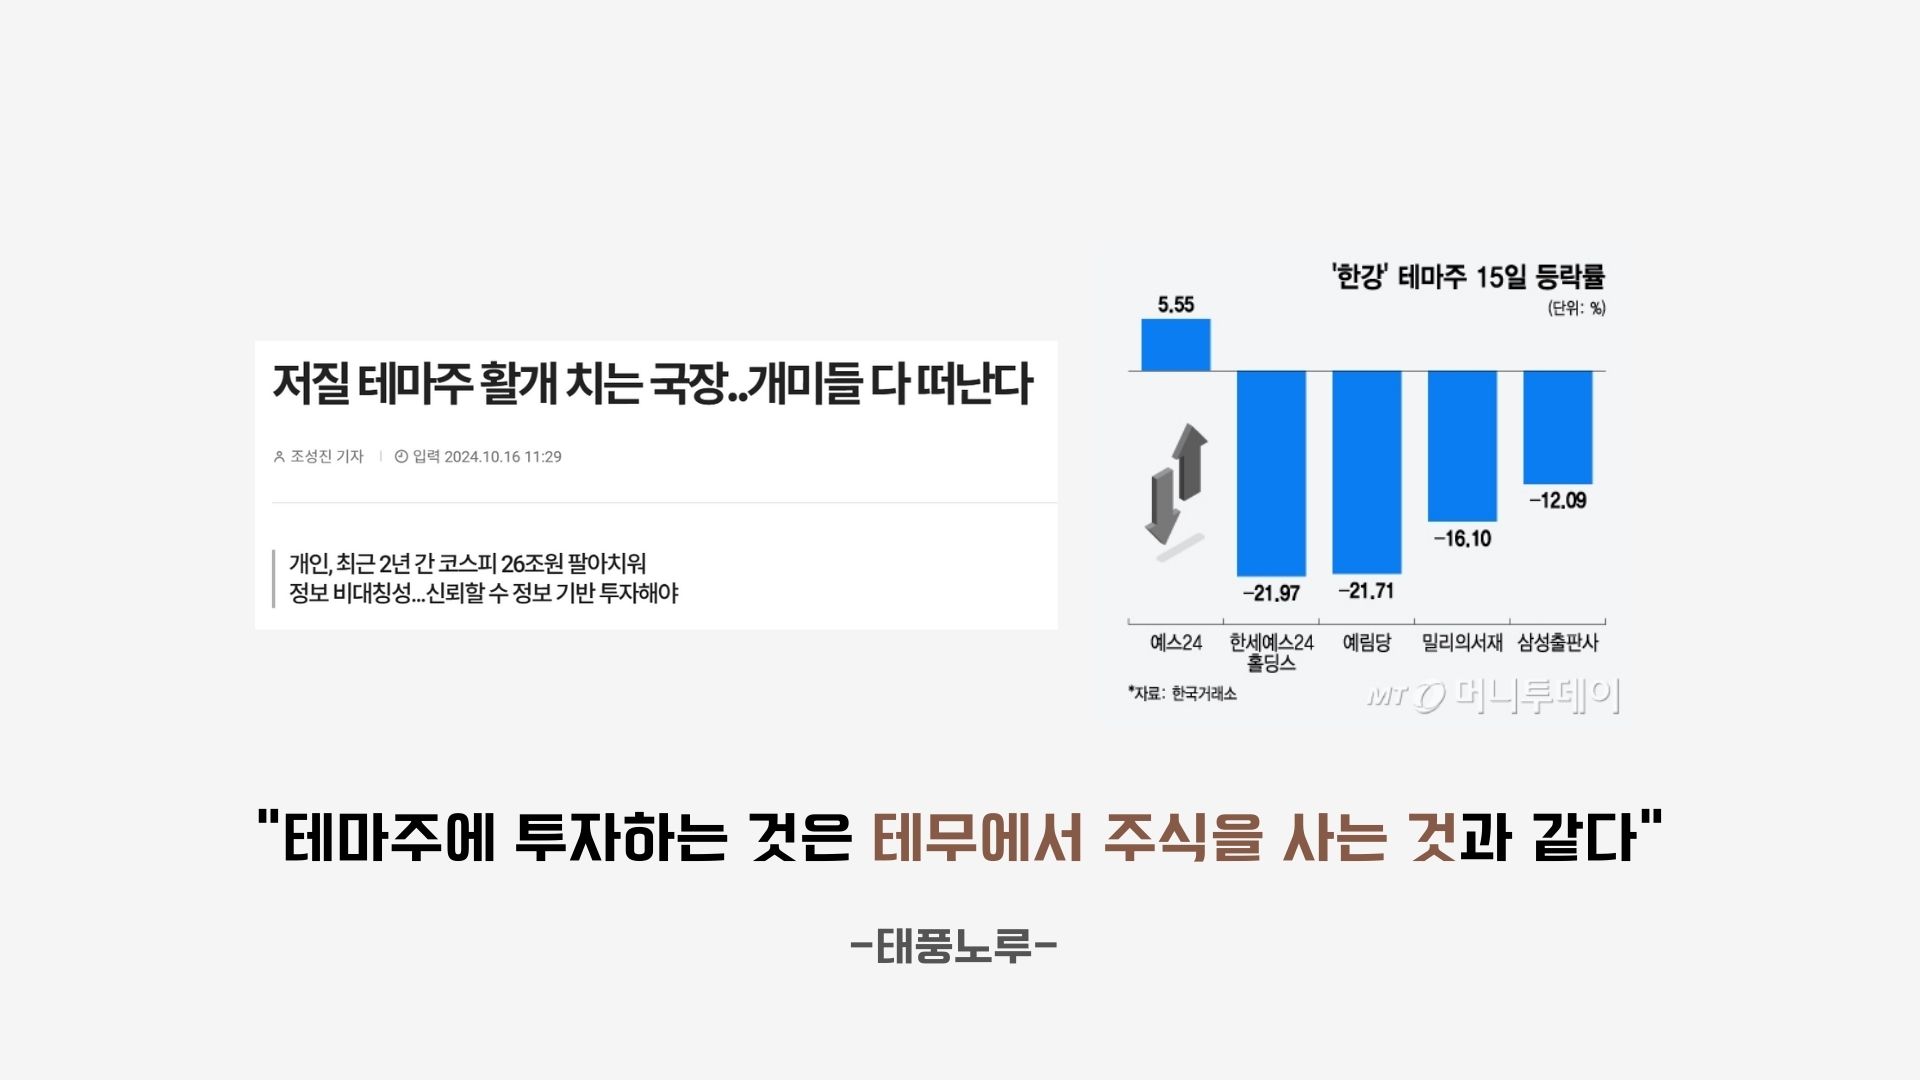 저질 테마주 활개 치는 국장..개미들 다 떠난다
조성진 기자 | 입력 2024.10.16 11:29
개인, 최근 2년 간 코스피 26조원 팔아치워
정보 비대칭성...신뢰할 수 정보 기반 투자해야
'한강' 테마주 15일 등락률
(단위: %)
5.55
-21.97
-21.71
-16.10
-12.09
예스24
한세예스24
홀딩스
예림당
밀리의서재
삼성출판사
*자료: 한국거래소
MT 머니투데이
"테마주에 투자하는 것은 테무에서 주식을 사는 것과 같다"
-태풍노루-